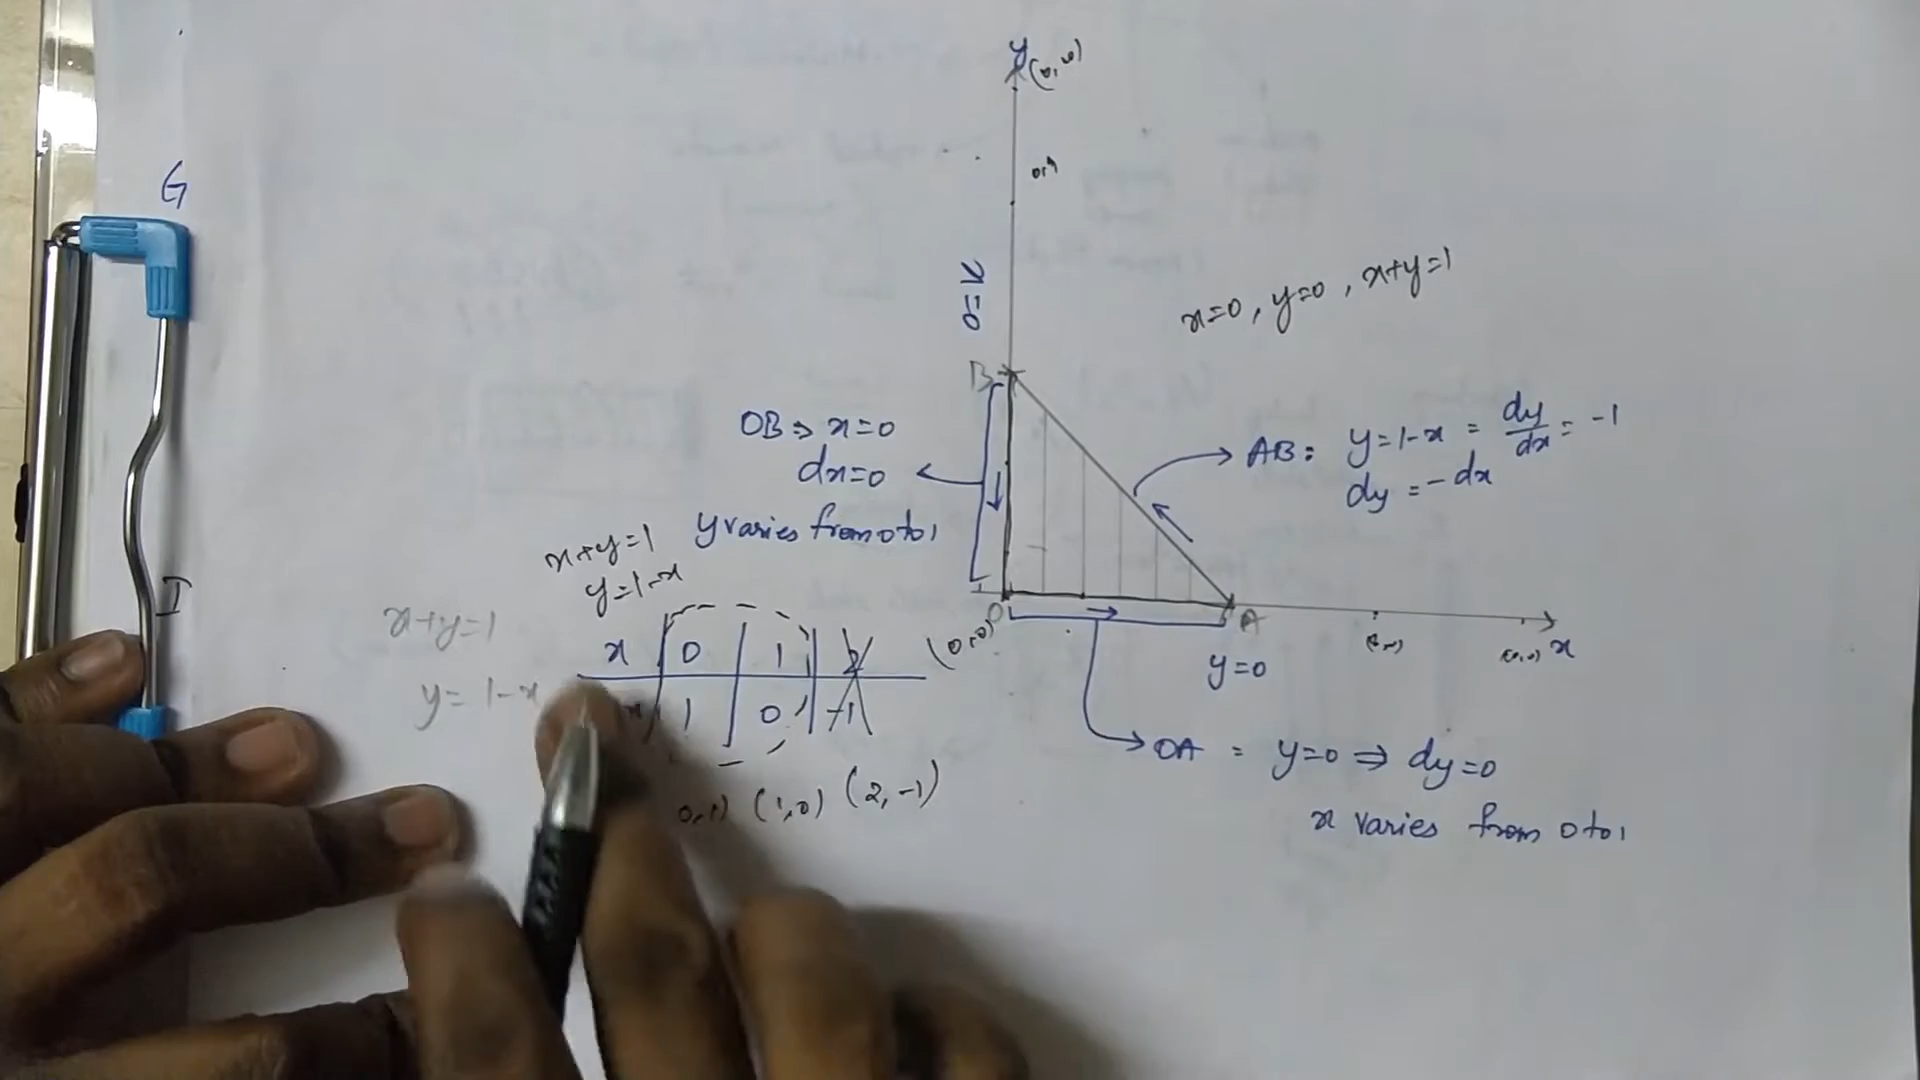 G
y
x=0
x=0, y=0, x+y=1
B
OB ⇒ x=0
dx=0
y varies from 0 to 1
AB: y=1-x = dy/dx = -1
dy = -dx
x+y=1
y=1-x
I
x+y=1
y=1-x
x 0 1 2
1 0 -1
0,1) (1,0) (2,-1)
(0,0)
O
A
y=0
x
OA = y=0 ⇒ dy=0
x varies from 0 to 1